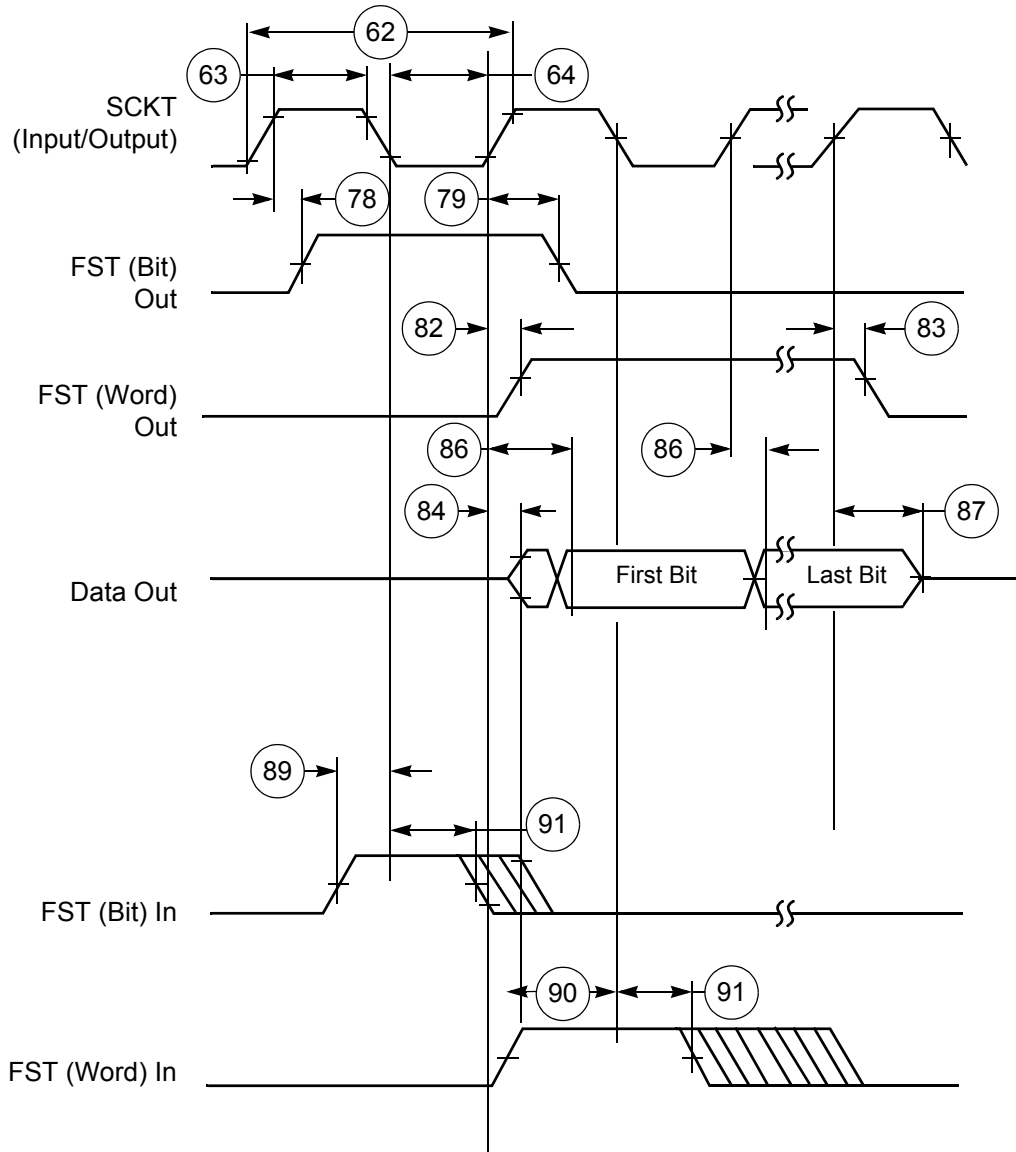 62
63
64
SCKT
(Input/Output)
78
79
FST (Bit)
Out
82
83
FST (Word)
Out
86
86
84
87
Data Out
First Bit
Last Bit
89
91
FST (Bit) In
90
91
FST (Word) In